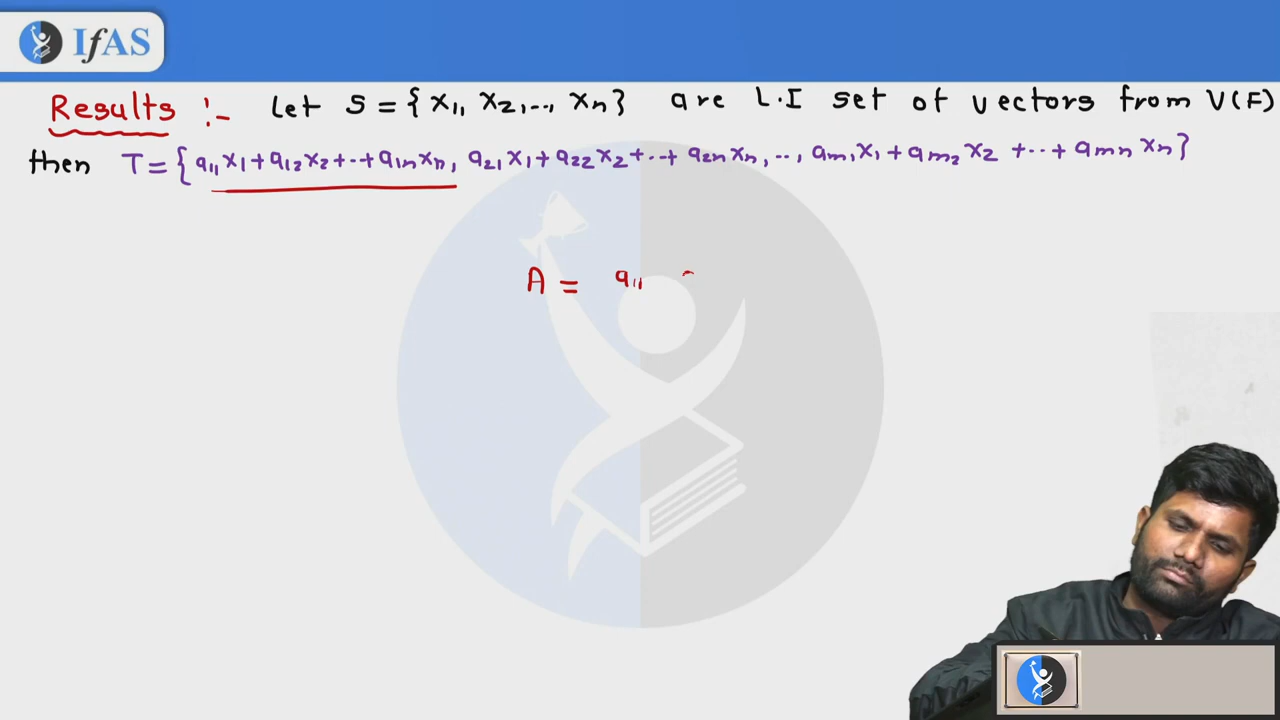 IfAS
Results :- Let S = {x1, x2, .., xn} are L.I set of vectors from V(F)
then T = {a11x1 + a12x2 + .. + a1nxn, a21x1 + a22x2 + .. + a2nxn, .., am1x1 + am2x2 + .. + amnxn}
A = a11